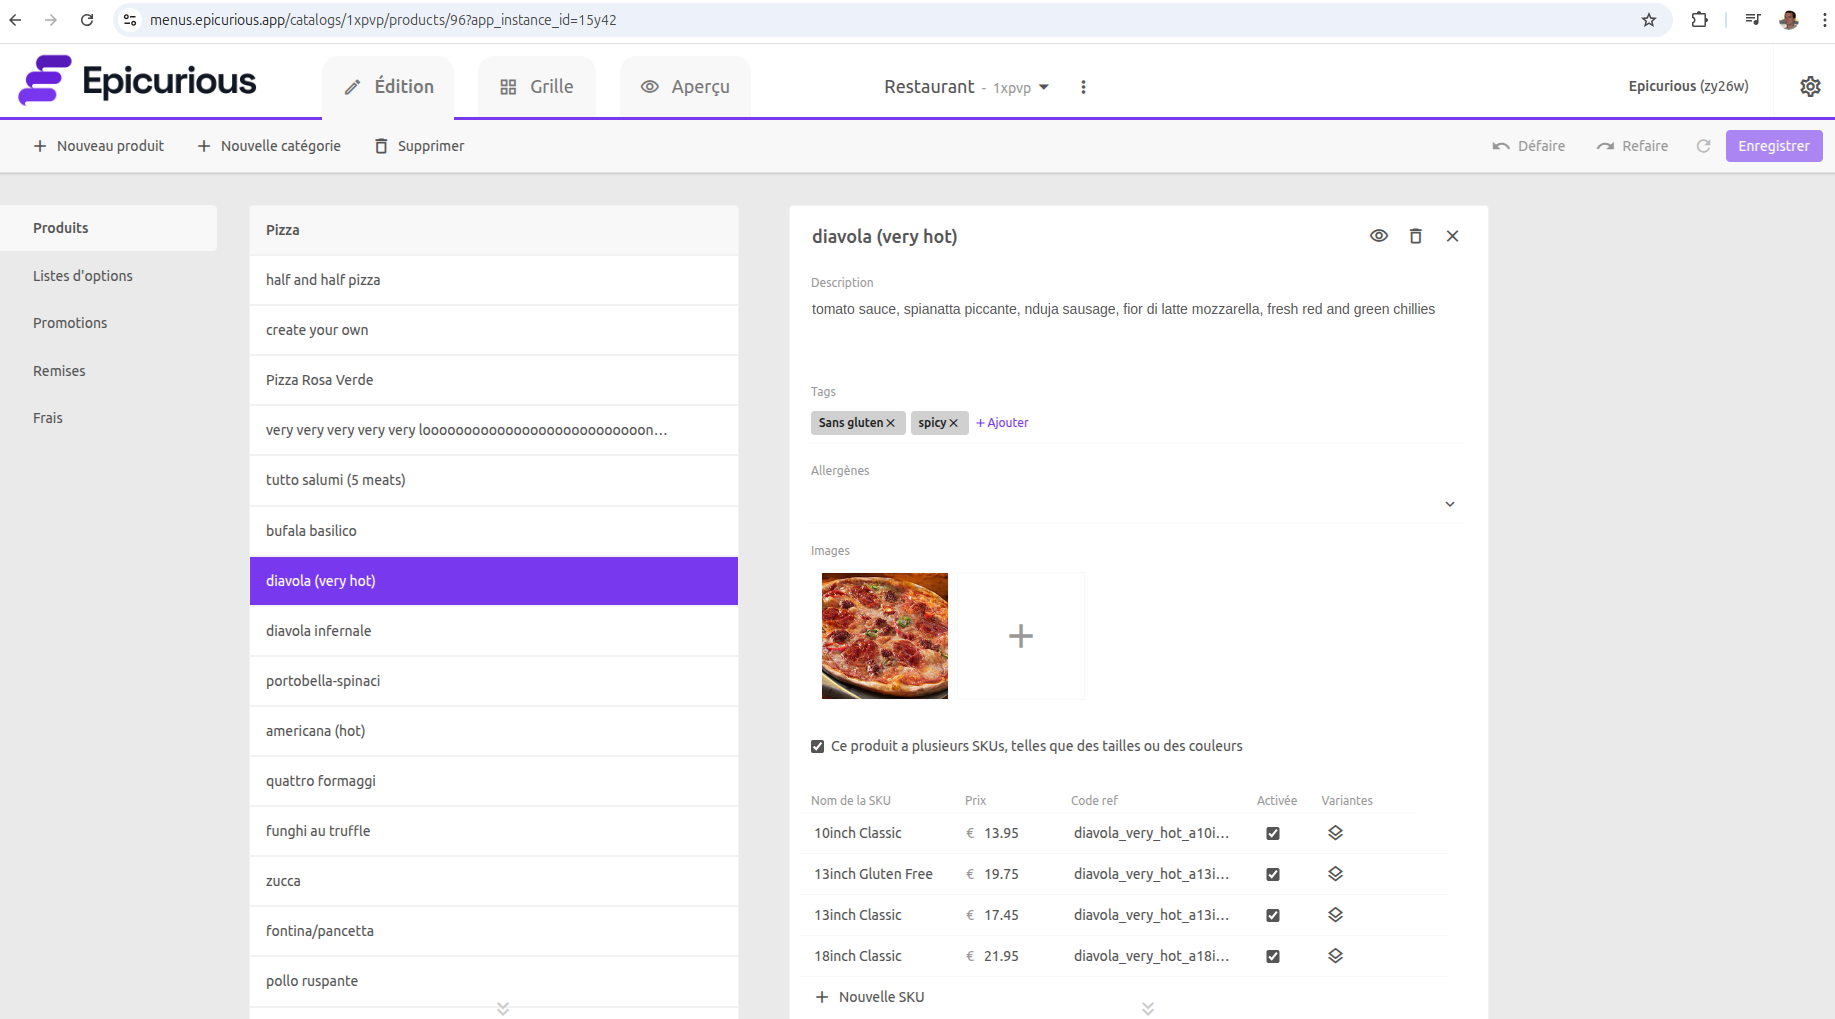 menus.epicurious.app/catalogs/1xpvp/products/96?app_instance_id=15y42
Epicurious
Édition
Grille
Aperçu
Restaurant - 1xpvp
Epicurious (zy26w)
Nouveau produit
Nouvelle catégorie
Supprimer
Défaire
Refaire
Enregistrer
Produits
Listes d'options
Promotions
Remises
Frais
Pizza
half and half pizza
create your own
Pizza Rosa Verde
very very very very very looooooooooooooooooooooooooon...
tutto salumi (5 meats)
bufala basilico
diavola (very hot)
diavola infernale
portobella-spinaci
americana (hot)
quattro formaggi
funghi au truffle
zucca
fontina/pancetta
pollo ruspante
diavola (very hot)
Description
tomato sauce, spianatta piccante, nduja sausage, fior di latte mozzarella, fresh red and green chillies
Tags
Sans gluten
spicy
+ Ajouter
Allergènes
Images
Ce produit a plusieurs SKUs, telles que des tailles ou des couleurs
Nom de la SKU Prix Code ref Activée Variantes
10inch Classic € 13.95 diavola_very_hot_a10i...
13inch Gluten Free € 19.75 diavola_very_hot_a13i...
13inch Classic € 17.45 diavola_very_hot_a13i...
18inch Classic € 21.95 diavola_very_hot_a18i...
Nouvelle SKU